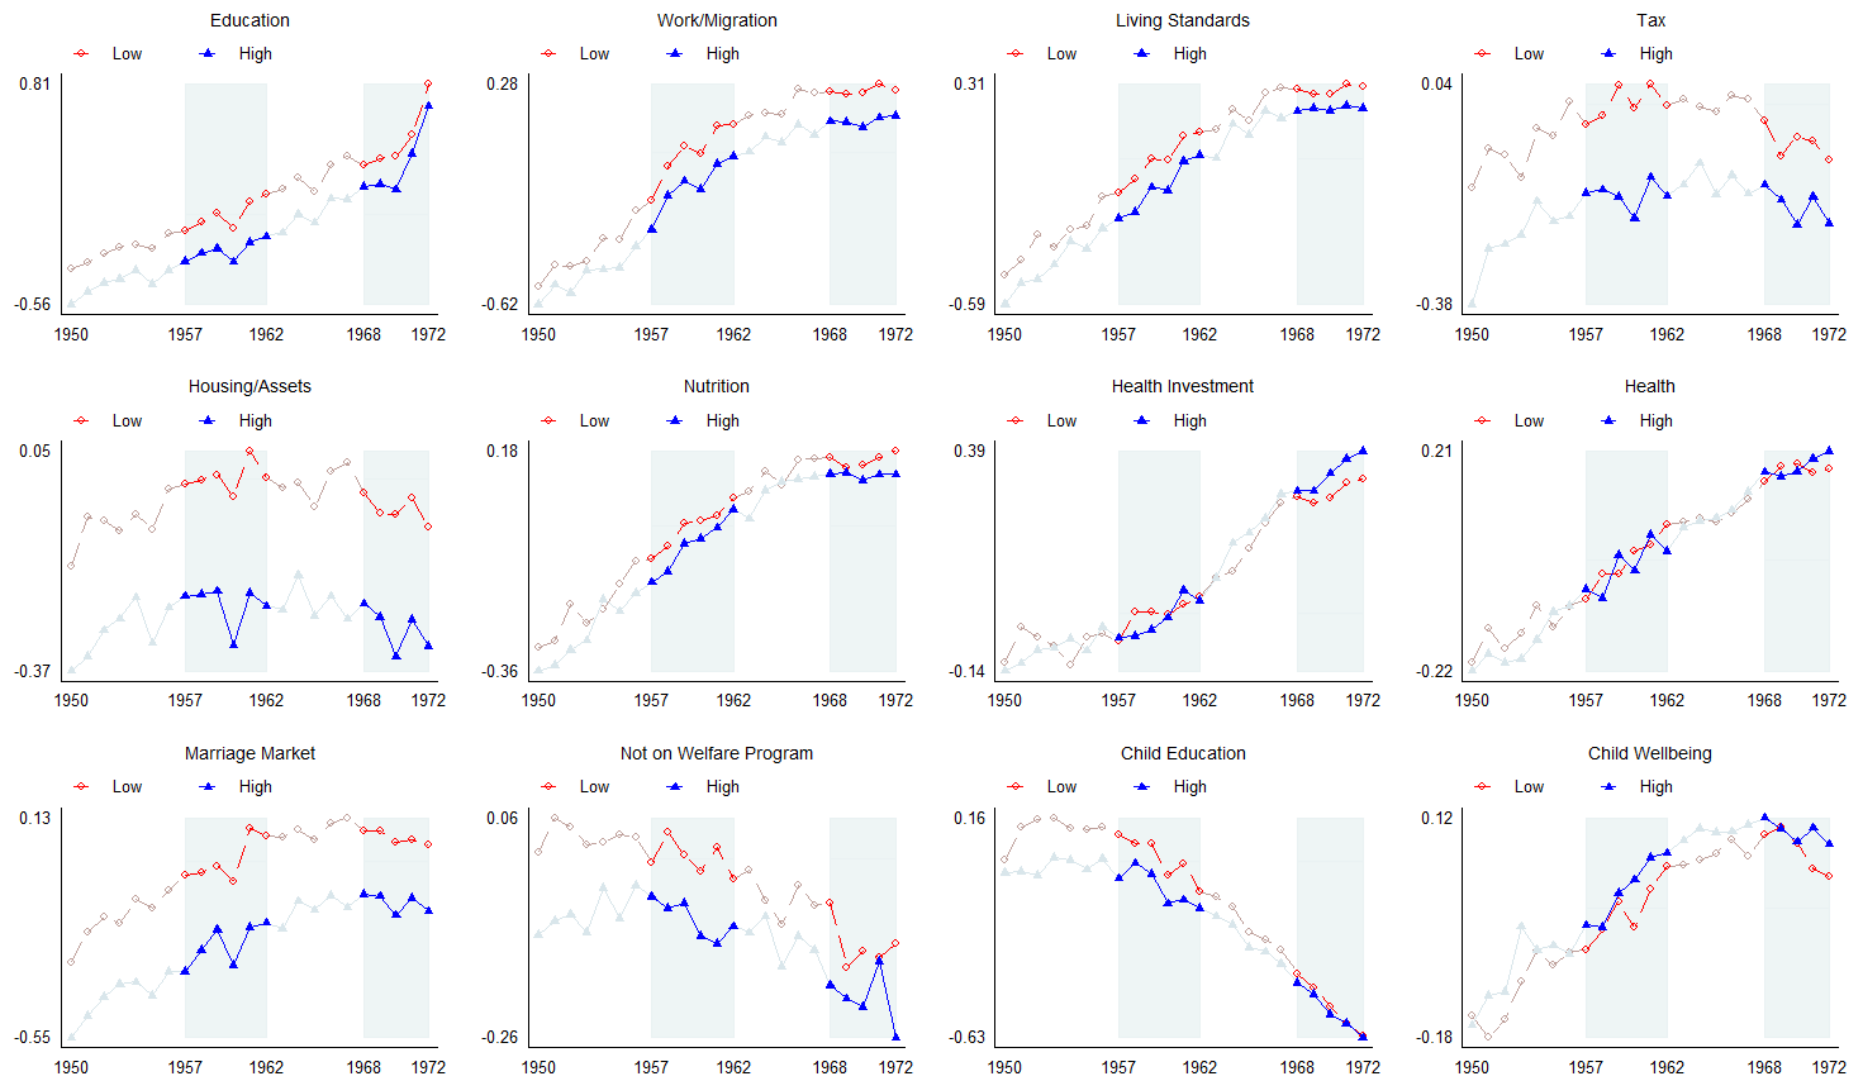 Education
Low High
0.81
-0.56
1950 1957 1962 1968 1972
Work/Migration
Low High
0.28
-0.62
1950 1957 1962 1968 1972
Living Standards
Low High
0.31
-0.59
1950 1957 1962 1968 1972
Tax
Low High
0.04
-0.38
1950 1957 1962 1968 1972
Housing/Assets
Low High
0.05
-0.37
1950 1957 1962 1968 1972
Nutrition
Low High
0.18
-0.36
1950 1957 1962 1968 1972
Health Investment
Low High
0.39
-0.14
1950 1957 1962 1968 1972
Health
Low High
0.21
-0.22
1950 1957 1962 1968 1972
Marriage Market
Low High
0.13
-0.55
1950 1957 1962 1968 1972
Not on Welfare Program
Low High
0.06
-0.26
1950 1957 1962 1968 1972
Child Education
Low High
0.16
-0.63
1950 1957 1962 1968 1972
Child Wellbeing
Low High
0.12
-0.18
1950 1957 1962 1968 1972